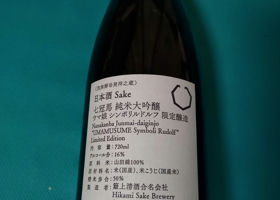 日本酒 Sake
七冠馬 純米大吟醸
ウマ娘 シンボリルドルフ 限定醸造
Nanakanba Junmai-daiginjo
"UMAMUSUME Symboli Rudolf"
Limited Edition
内容量：720ml
アルコール分：16%
原料米：山田錦100%
原材料名：米(国産)、米こうじ(国産米)
精米歩合：50%
製造者：簸上清酒合名会社
Hikami Sake Brewery